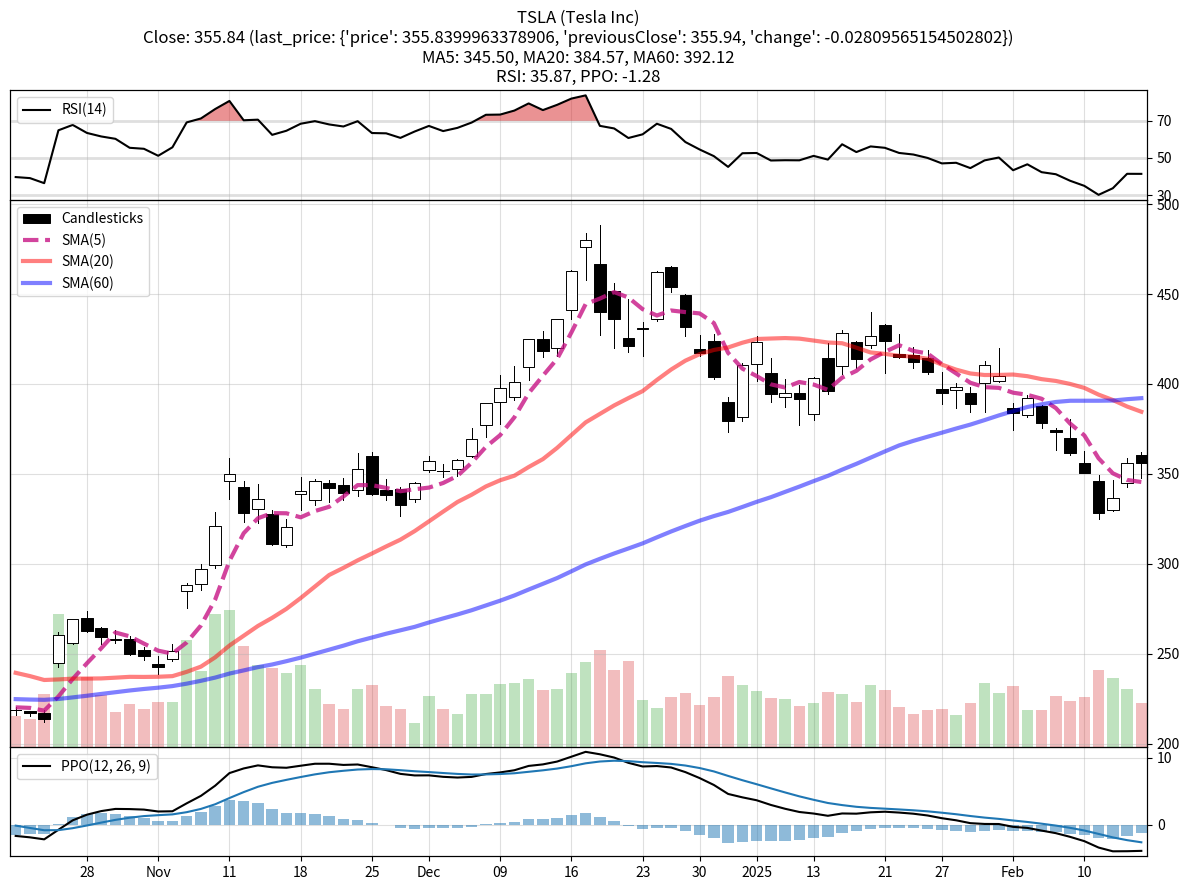 TSLA (Tesla Inc)
Close: 355.84 (last_price: {'price': 355.8399963378906, 'previousClose': 355.94, 'change': -0.02809565154502802})
MA5: 345.50, MA20: 384.57, MA60: 392.12
RSI: 35.87, PPO: -1.28
RSI(14)
70
50
30
Candlesticks
SMA(5)
SMA(20)
SMA(60)
500
450
400
350
300
250
200
PPO(12, 26, 9)
10
0
28 Nov 11 18 25 Dec 09 16 23 30 2025 13 21 27 Feb 10